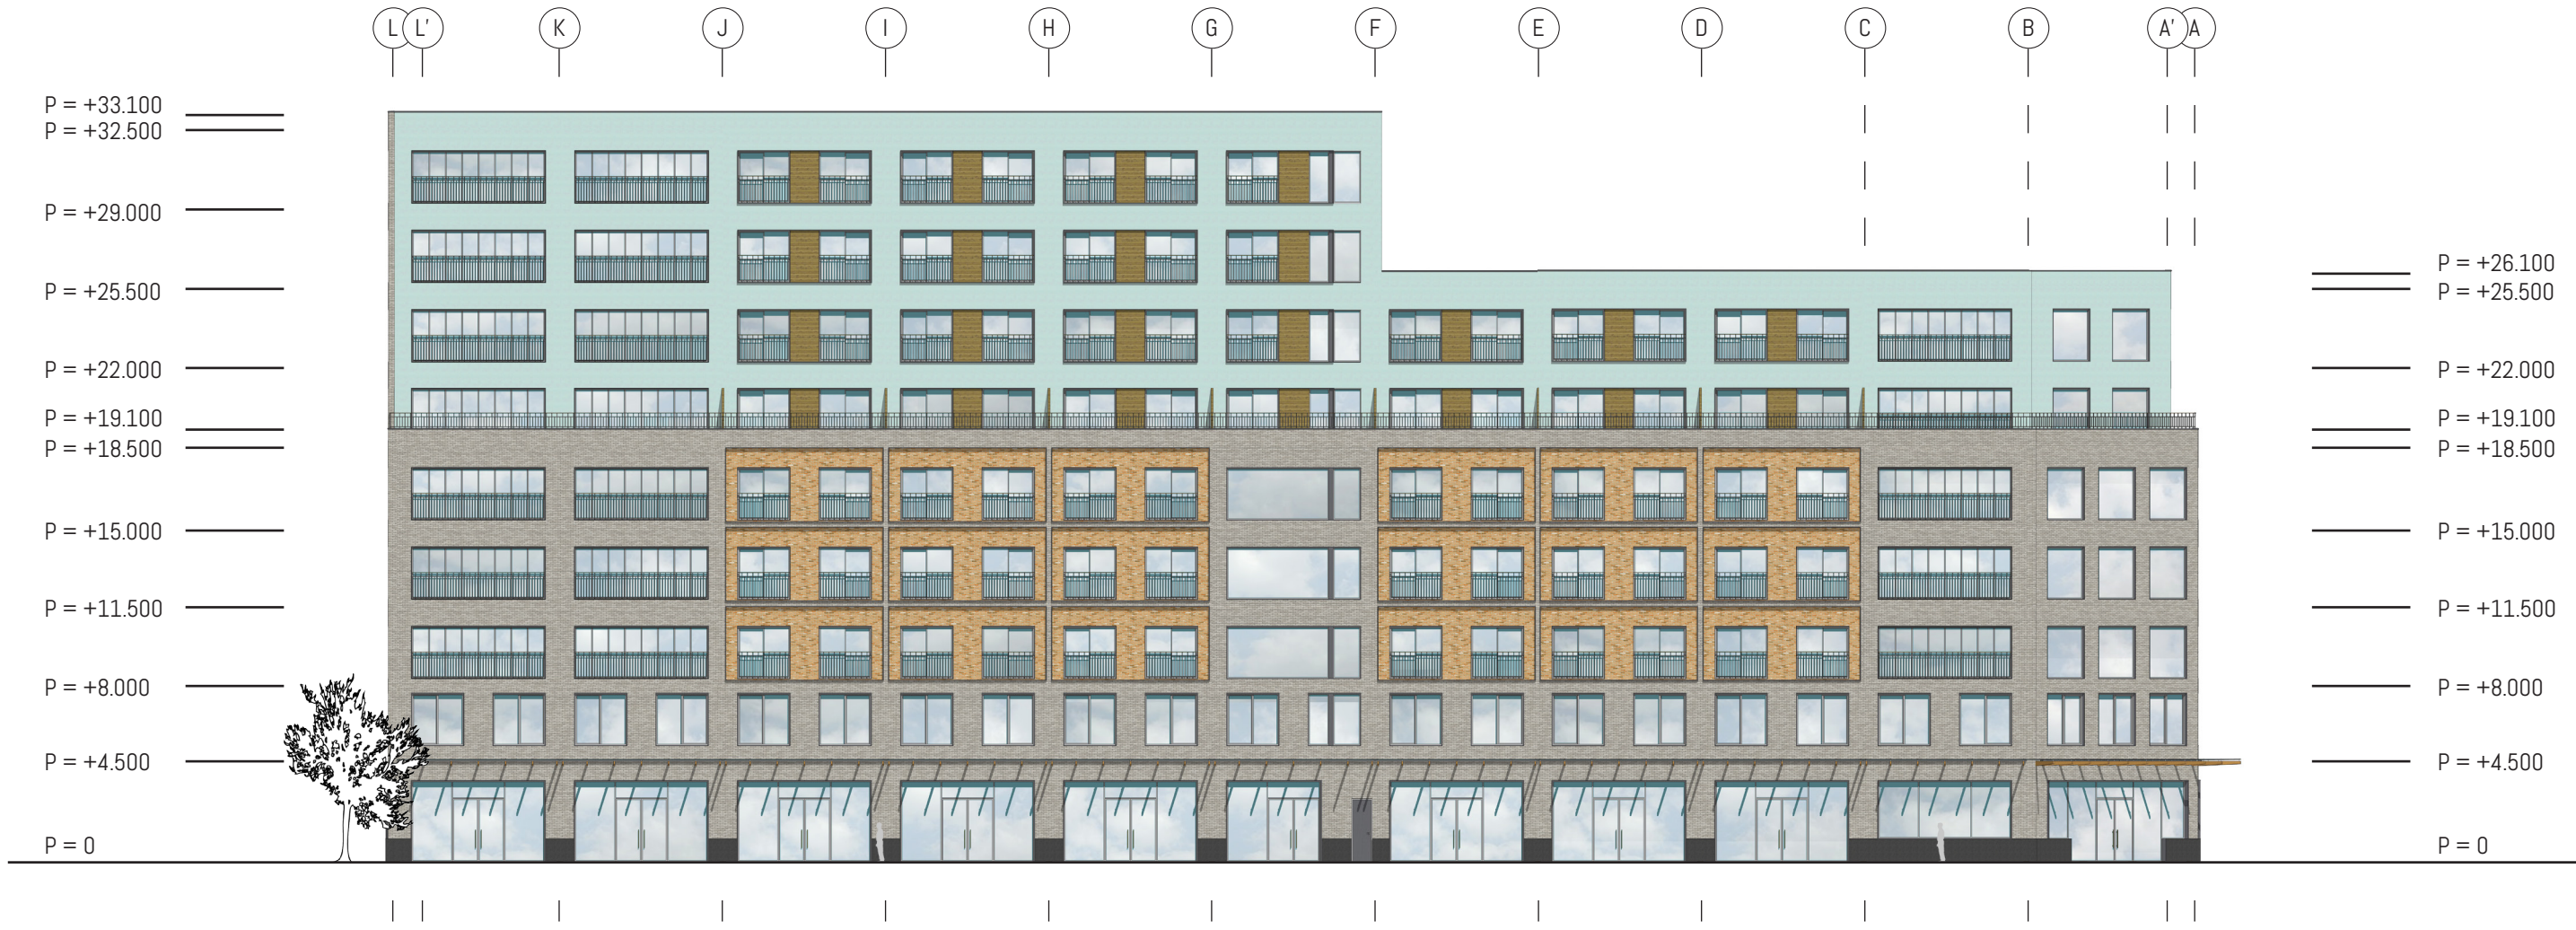 L L' K J I H G F E D C B A' A
P = +33.100
P = +32.500
P = +29.000
P = +25.500
P = +22.000
P = +19.100
P = +18.500
P = +15.000
P = +11.500
P = +8.000
P = +4.500
P = 0
P = +26.100
P = +25.500
P = +22.000
P = +19.100
P = +18.500
P = +15.000
P = +11.500
P = +8.000
P = +4.500
P = 0